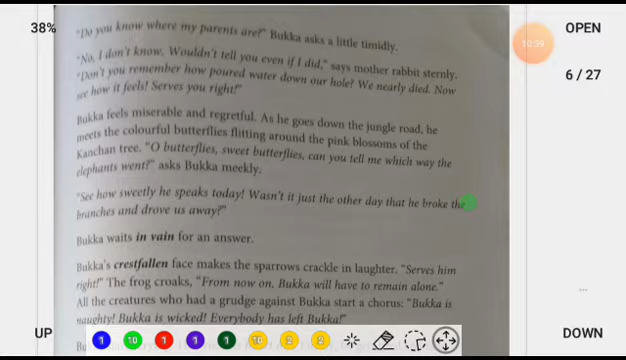 38%
OPEN
10:39
6 / 27
"Do you know where my parents are?" Bukka asks a little timidly.
"No, I don't know. Wouldn't tell you even if I did," says mother rabbit sternly.
"Don't you remember how poured water down our hole? We nearly died. Now
see how it feels! Serves you right!"
Bukka feels miserable and regretful. As he goes down the jungle road, he
meets the colourful butterflies flitting around the pink blossoms of the
Kanchan tree. "O butterflies, sweet butterflies, can you tell me which way the
elephants went?" asks Bukka meekly.
"See how sweetly he speaks today! Wasn't it just the other day that he broke the
branches and drove us away?"
Bukka waits in vain for an answer.
Bukka's crestfallen face makes the sparrows crackle in laughter. "Serves him
right!" The frog croaks, "From now on, Bukka will have to remain alone."
All the creatures who had a grudge against Bukka start a chorus: "Bukka is
naughty! Bukka is wicked! Everybody has left Bukka!"
UP
DOWN
1 10 1 1 1 10 2 2